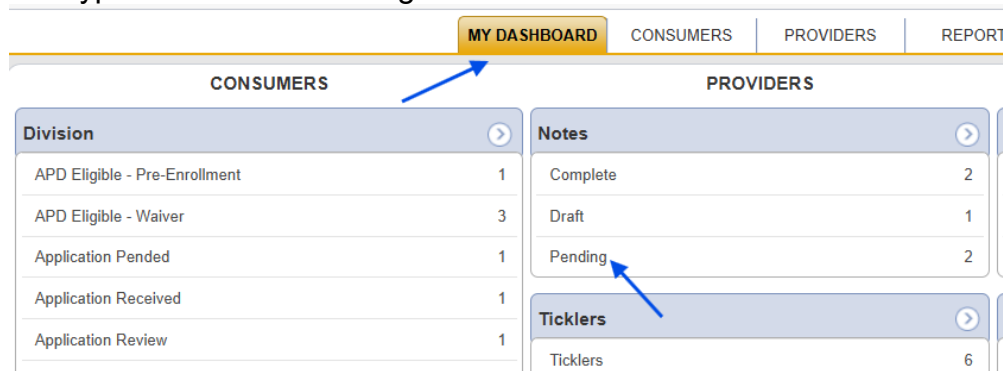 MY DASHBOARD CONSUMERS PROVIDERS REPORT
CONSUMERS
Division
APD Eligible - Pre-Enrollment 1
APD Eligible - Waiver 3
Application Pended 1
Application Received 1
Application Review 1
PROVIDERS
Notes
Complete 2
Draft 1
Pending 2
Ticklers
Ticklers 6